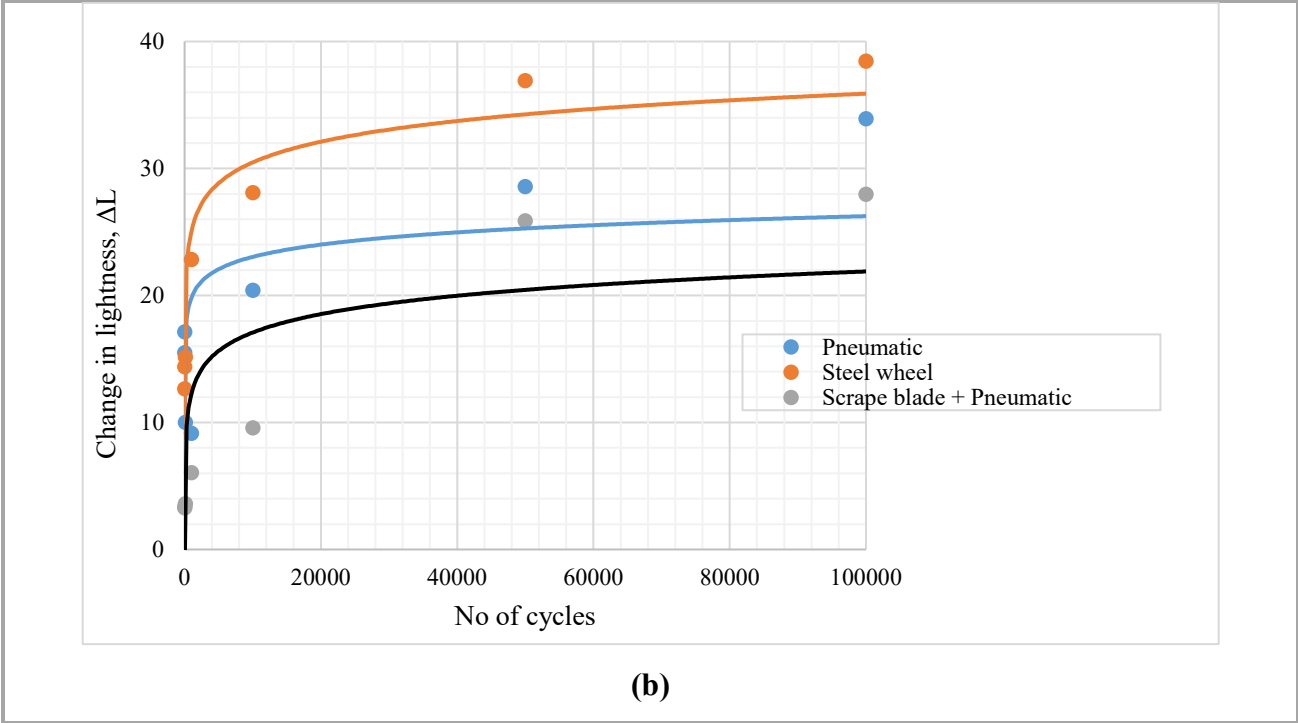 40
30
20
10
0
Change in lightness, ΔL
0 20000 40000 60000 80000 100000
No of cycles
Pneumatic
Steel wheel
Scrape blade + Pneumatic
(b)